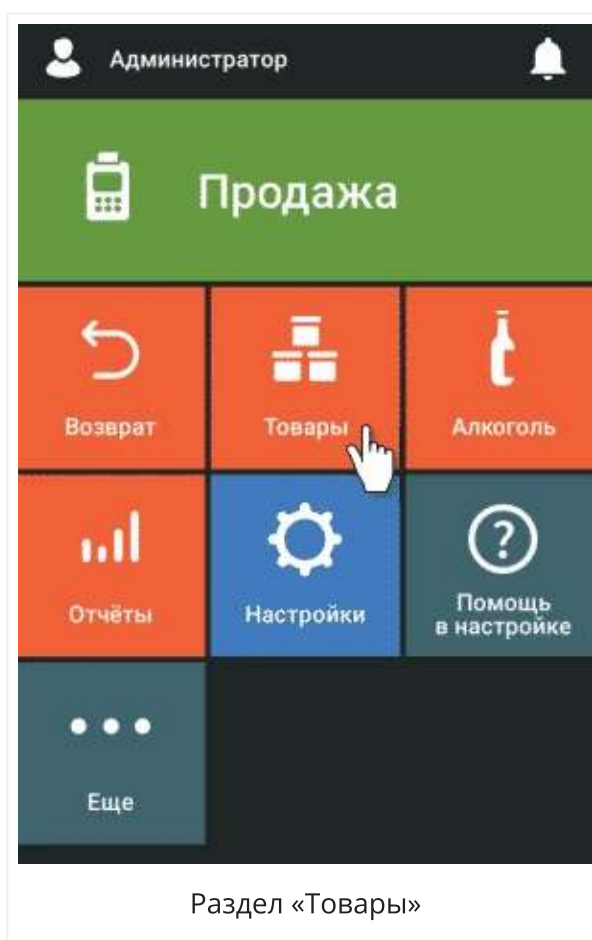 Администратор
Продажа
Возврат
Товары
Алкоголь
Отчёты
Настройки
Помощь
в настройке
Еще
Раздел «Товары»